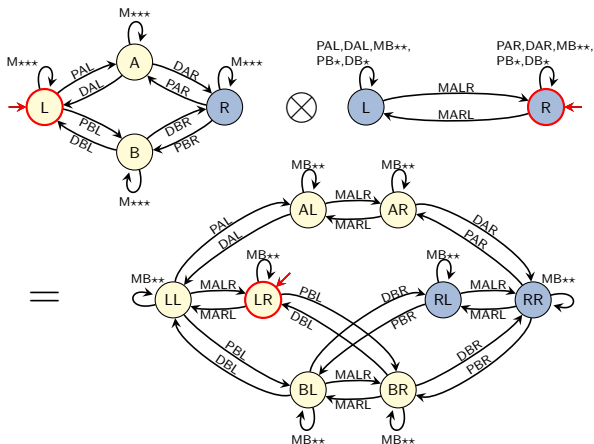 M⋆⋆⋆
PAL,DAL,MB⋆⋆,
PB⋆,DB⋆
PAR,DAR,MB⋆⋆,
PB⋆,DB⋆
M⋆⋆⋆
A
M⋆⋆⋆
PAL
DAL
DAR
PAR
L
R
⊗
L
MALR
MARL
R
PBL
DBL
DBR
PBR
B
M⋆⋆⋆
MB⋆⋆
MB⋆⋆
AL
MALR
MARL
AR
PAL
DAL
DAR
PAR
=
MB⋆⋆
MB⋆⋆
MB⋆⋆
MB⋆⋆
LL
MALR
MARL
LR
PBL
DBL
DBR
PBR
RL
MALR
MARL
RR
PBL
DBL
DBR
PBR
BL
MALR
MARL
BR
MB⋆⋆
MB⋆⋆